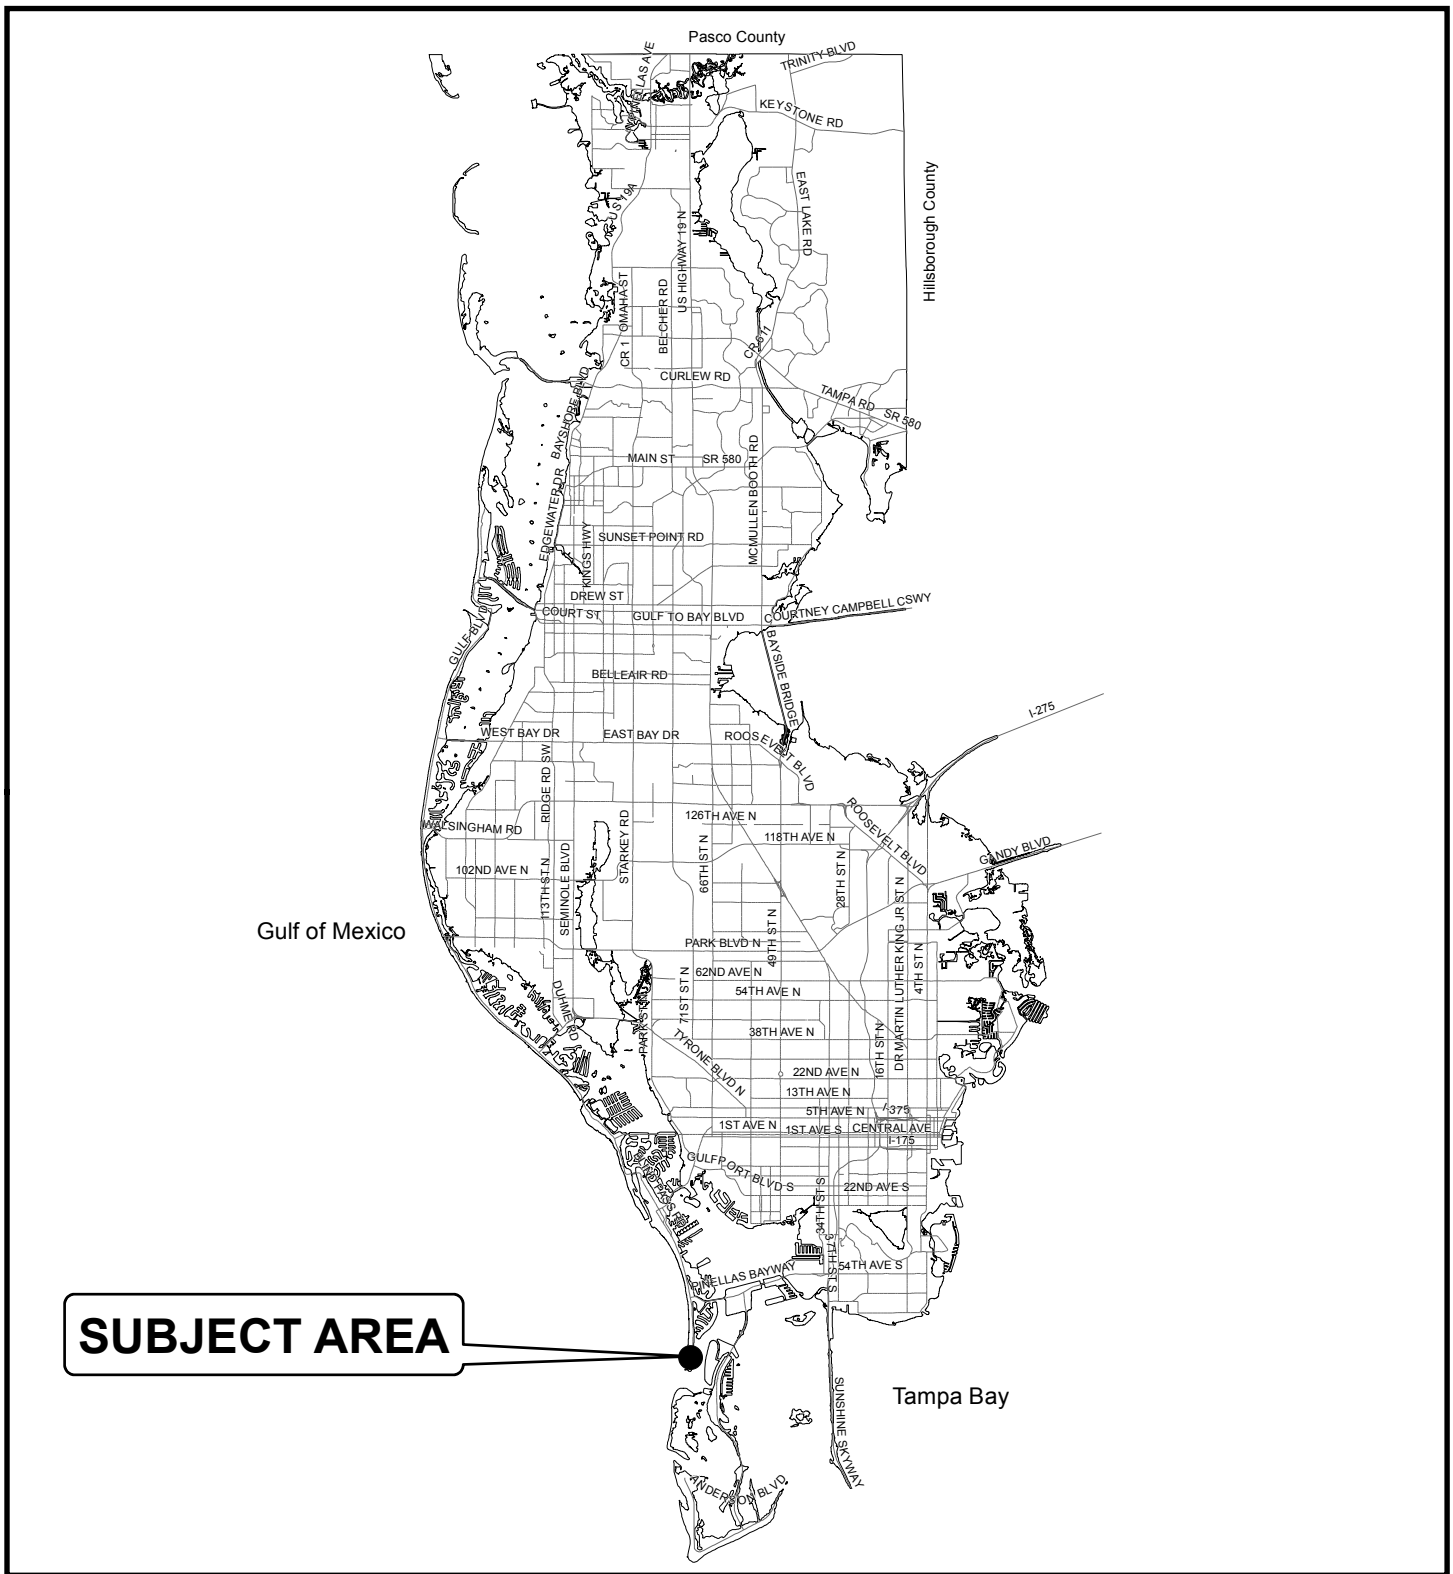 Pasco County
TRINITY BLVD
KEYSTONE RD
Hillsborough County
EAST LAKE RD
US 19A
US HIGHWAY 19 N
OMAHA ST
CR 1
BELCHER RD
CR 611
CURLEW RD
TAMPA RD
SR 580
BAYSHORE BLVD
MAIN ST
SR 580
MCMULLEN BOOTH RD
EDGEWATER DR
KINGS HWY
SUNSET POINT RD
DREW ST
COURT ST
GULF TO BAY BLVD
COURTNEY CAMPBELL CSWY
GULF BLVD
BAYSIDE BRIDGE
BELLEAIR RD
I-275
WEST BAY DR
EAST BAY DR
ROOSEVELT BLVD
RIDGE RD SW
WALSINGHAM RD
126TH AVE N
118TH AVE N
ROOSEVELT BLVD
GANDY BLVD
STARKEY RD
66TH ST N
28TH ST N
102ND AVE N
113TH ST N
SEMINOLE BLVD
Gulf of Mexico
PARK BLVD N
49TH ST N
DR MARTIN LUTHER KING JR ST N
4TH ST N
62ND AVE N
71ST ST N
54TH AVE N
DUHME RD
PARK ST N
38TH AVE N
TYRONE BLVD N
16TH ST N
22ND AVE N
13TH AVE N
5TH AVE N
I-375
1ST AVE N
1ST AVE S
CENTRAL AVE
I-175
GULFPORT BLVD S
22ND AVE S
34TH ST S
37TH ST S
54TH AVE S
PINELLAS BAYWAY
SUBJECT AREA
Tampa Bay
SUNSHINE SKYWAY
ANDERSON BLVD